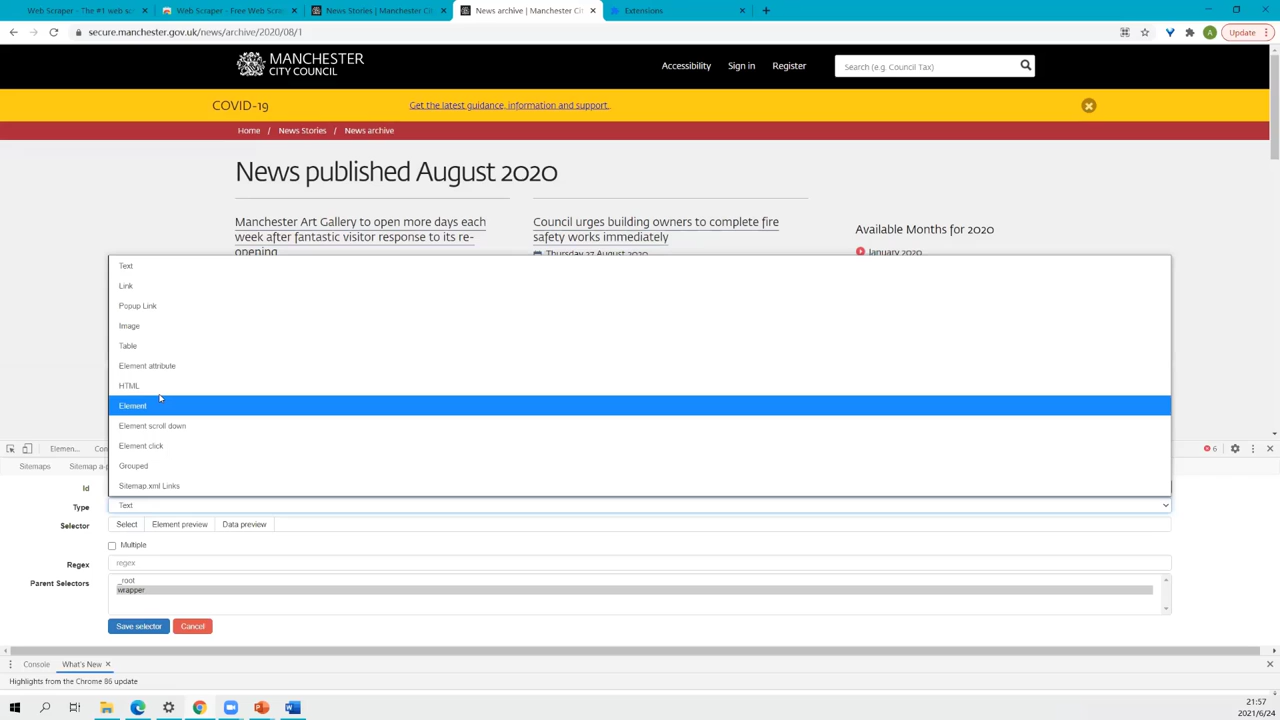 Web Scraper - The #1 web sc
Web Scraper - Free Web Scra
News Stories | Manchester Ci
News archive | Manchester Ci
Extensions
secure.manchester.gov.uk/news/archive/2020/08/1
A
Update
MANCHESTER
CITY COUNCIL
Accessibility
Sign in
Register
Search (e.g. Council Tax)
COVID-19
Get the latest guidance, information and support.
Home / News Stories / News archive
News published August 2020
Manchester Art Gallery to open more days each
week after fantastic visitor response to its re-
opening
Council urges building owners to complete fire
safety works immediately
Thursday 27 August 2020
Available Months for 2020
January 2020
Text
Link
Popup Link
Image
Table
Element attribute
HTML
Element
Element scroll down
Element click
Grouped
Sitemap.xml Links
Elemen...
Con
6
Sitemaps
Sitemap a-p
Id
Type
Text
Selector
Select
Element preview
Data preview
Multiple
Regex
regex
Parent Selectors
_root
wrapper
Save selector
Cancel
Console
What's New
Highlights from the Chrome 86 update
21:57
2021/6/24